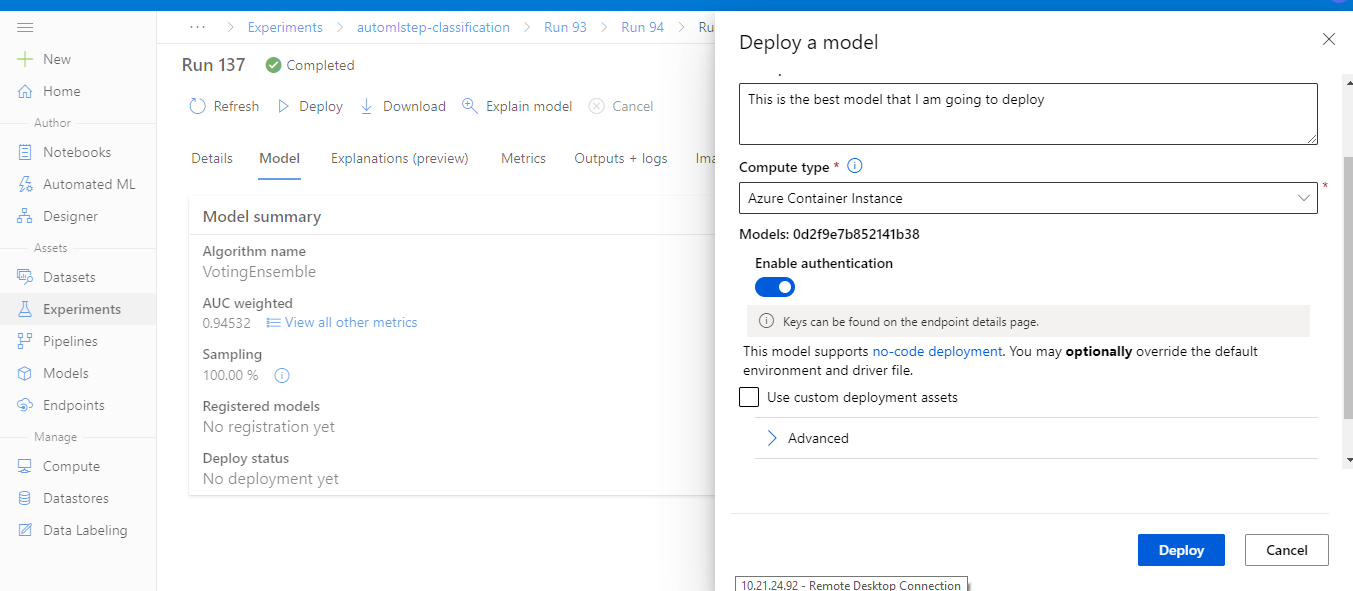 ··· > Experiments > automlstep-classification > Run 93 > Run 94 > Ru
New
Home
Author
Notebooks
Automated ML
Designer
Assets
Datasets
Experiments
Pipelines
Models
Endpoints
Manage
Compute
Datastores
Data Labeling
Run 137 Completed
Refresh Deploy Download Explain model Cancel
Details Model Explanations (preview) Metrics Outputs + logs Ima
Model summary
Algorithm name
VotingEnsemble
AUC weighted
0.94532 View all other metrics
Sampling
100.00 %
Registered models
No registration yet
Deploy status
No deployment yet
Deploy a model
This is the best model that I am going to deploy
Compute type *
Azure Container Instance *
Models: 0d2f9e7b852141b38
Enable authentication
Keys can be found on the endpoint details page.
This model supports no-code deployment. You may optionally override the default
environment and driver file.
Use custom deployment assets
Advanced
Deploy Cancel
10.21.24.92 - Remote Desktop Connection